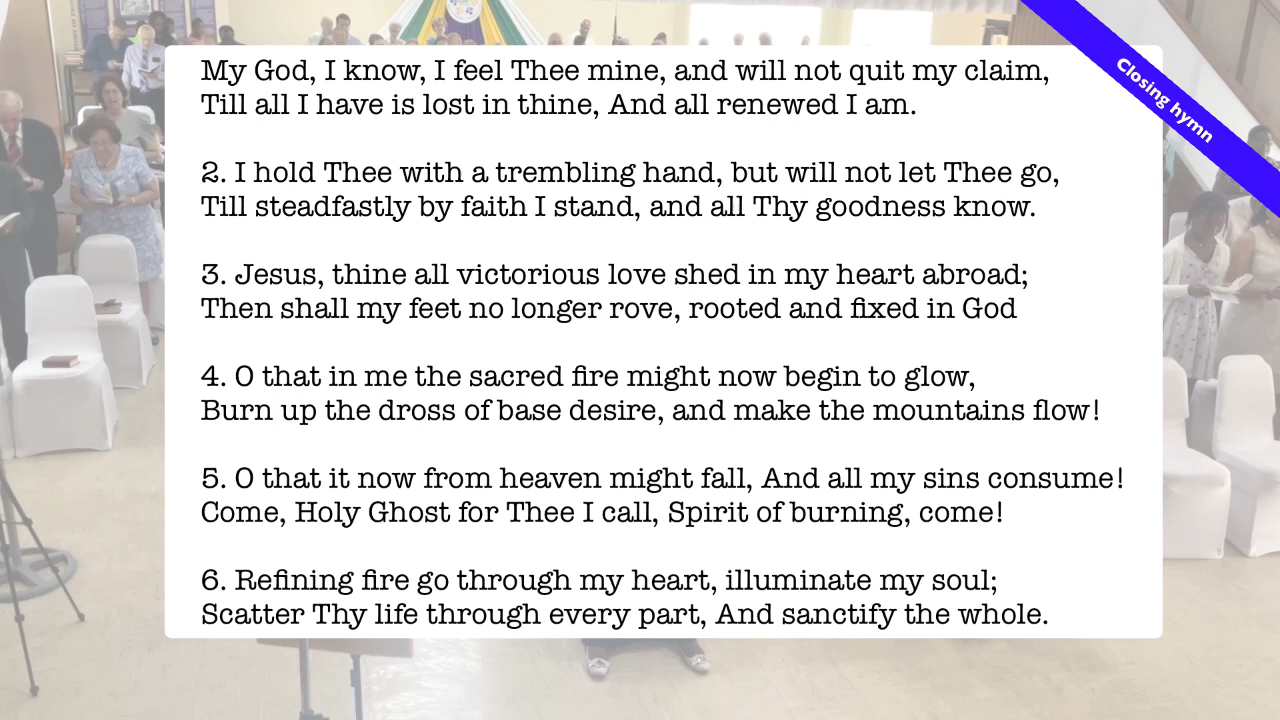 Closing hymn
My God, I know, I feel Thee mine, and will not quit my claim,
Till all I have is lost in thine, And all renewed I am.
2. I hold Thee with a trembling hand, but will not let Thee go,
Till steadfastly by faith I stand, and all Thy goodness know.
3. Jesus, thine all victorious love shed in my heart abroad;
Then shall my feet no longer rove, rooted and fixed in God
4. O that in me the sacred fire might now begin to glow,
Burn up the dross of base desire, and make the mountains flow!
5. O that it now from heaven might fall, And all my sins consume!
Come, Holy Ghost for Thee I call, Spirit of burning, come!
6. Refining fire go through my heart, illuminate my soul;
Scatter Thy life through every part, And sanctify the whole.